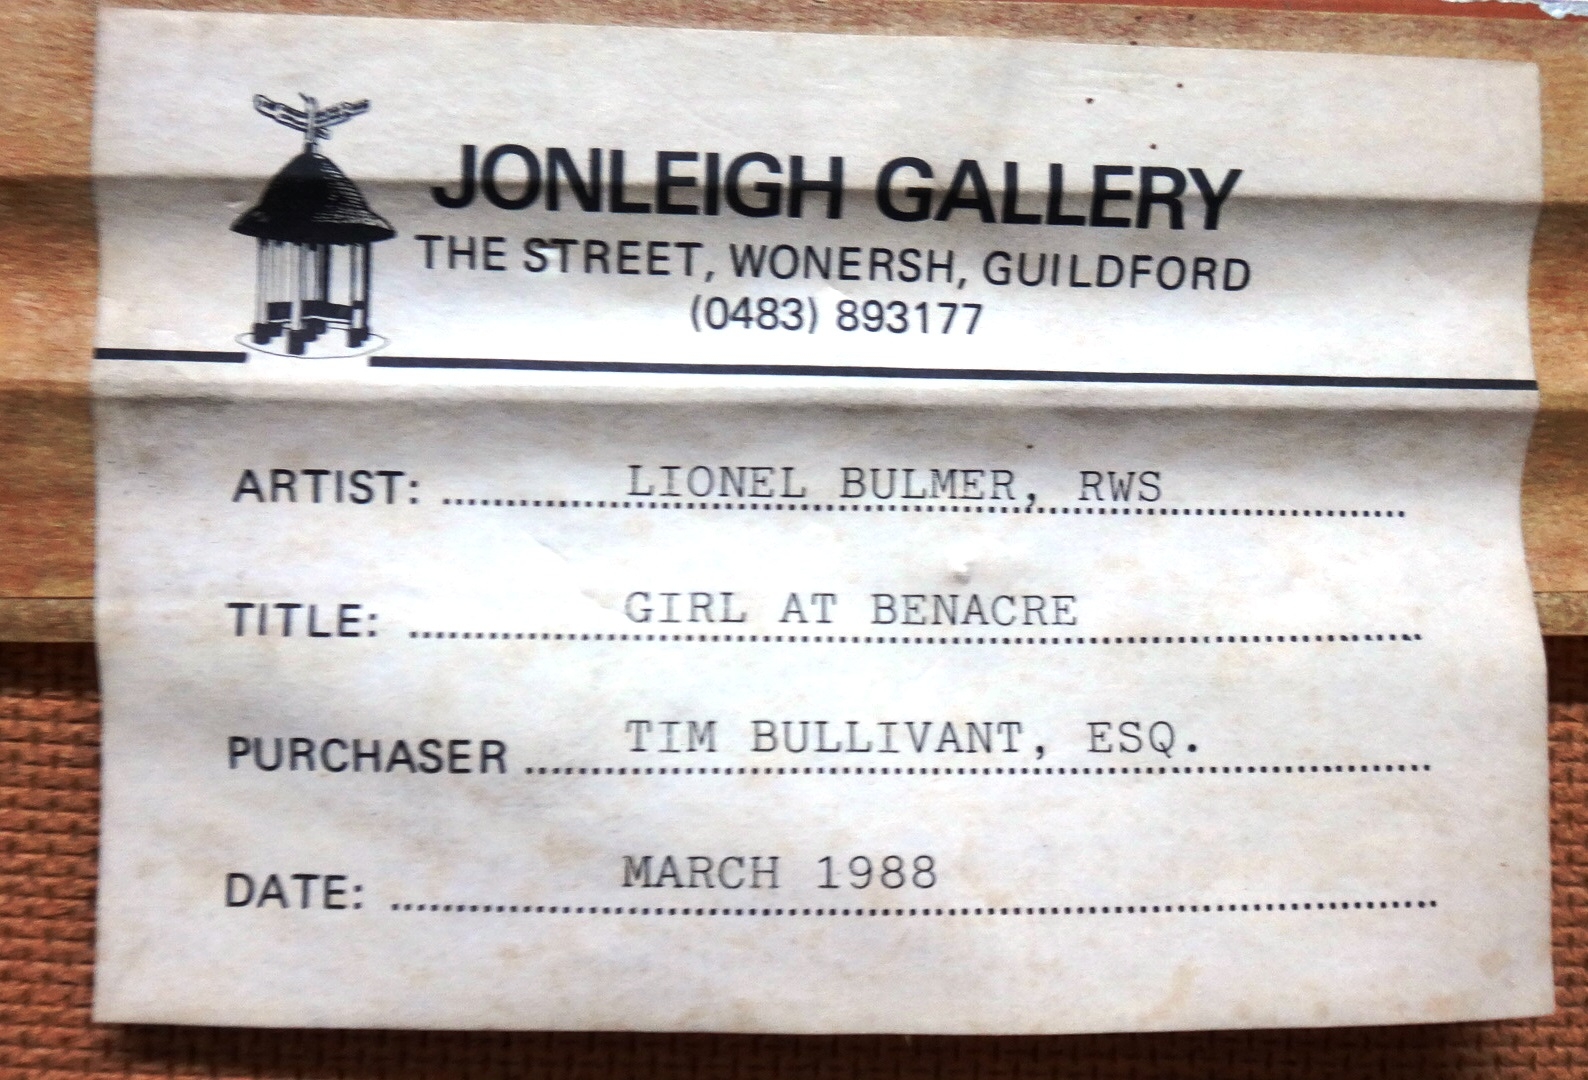 JONLEIGH GALLERY
THE STREET, WONERSH, GUILDFORD
(0483) 893177
ARTIST: LIONEL BULMER, RWS
TITLE: GIRL AT BENACRE
PURCHASER TIM BULLIVANT, ESQ.
DATE: MARCH 1988